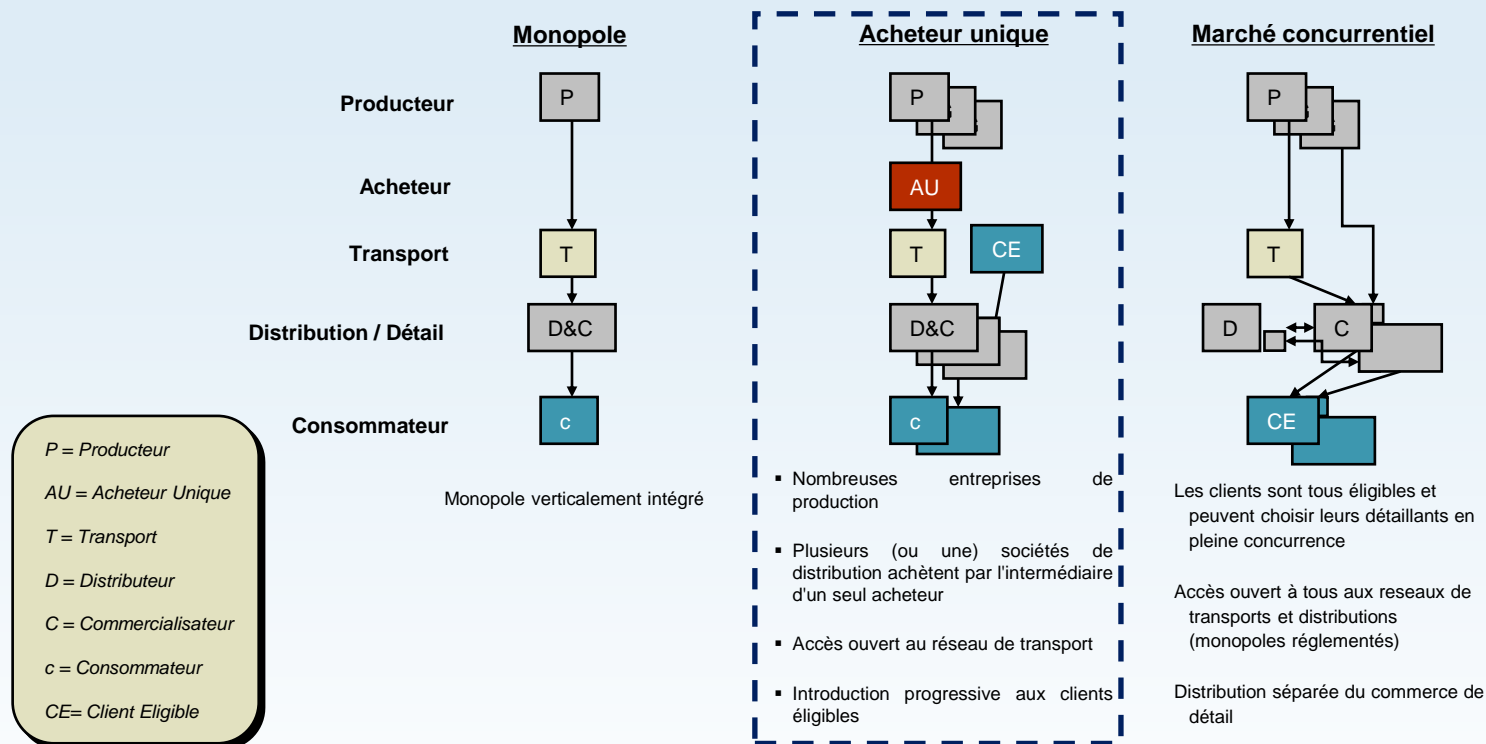 Monopole
Acheteur unique
Marché concurrentiel
Producteur
P
P
P
Acheteur
AU
Transport
T
T
CE
T
Distribution / Détail
D&C
D&C
D
C
Consommateur
c
c
CE
P = Producteur
AU = Acheteur Unique
T = Transport
D = Distributeur
C = Commercialisateur
c = Consommateur
CE= Client Eligible
Monopole verticalement intégré
▪ Nombreuses entreprises de
production
▪ Plusieurs (ou une) sociétés de
distribution achètent par l'intermédiaire
d'un seul acheteur
▪ Accès ouvert au réseau de transport
▪ Introduction progressive aux clients
éligibles
Les clients sont tous éligibles et
peuvent choisir leurs détaillants en
pleine concurrence
Accès ouvert à tous aux reseaux de
transports et distributions
(monopoles réglementés)
Distribution séparée du commerce de
détail